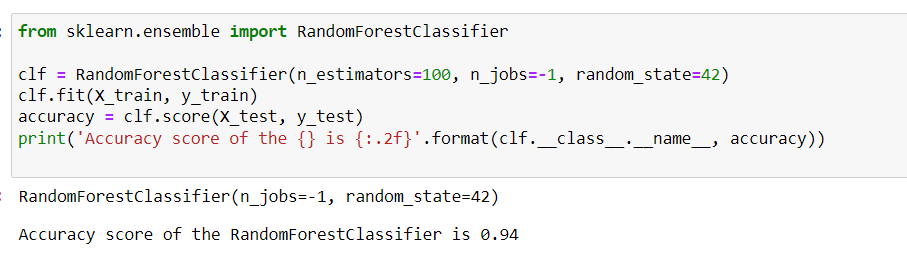 from sklearn.ensemble import RandomForestClassifier
clf = RandomForestClassifier(n_estimators=100, n_jobs=-1, random_state=42)
clf.fit(X_train, y_train)
accuracy = clf.score(X_test, y_test)
print('Accuracy score of the {} is {:.2f}'.format(clf.__class__.__name__, accuracy))
RandomForestClassifier(n_jobs=-1, random_state=42)
Accuracy score of the RandomForestClassifier is 0.94